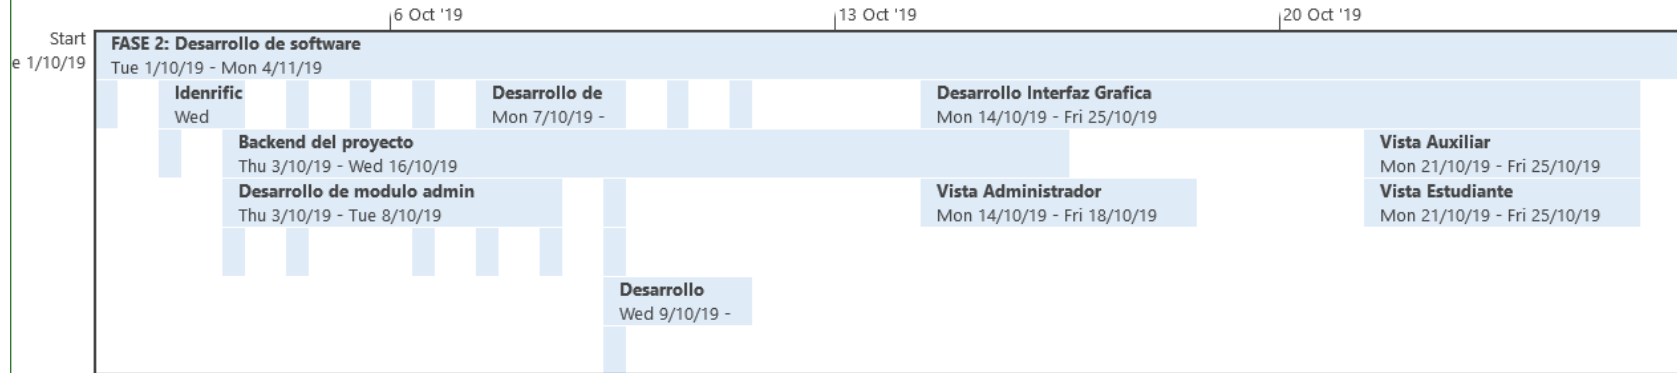 6 Oct '19
13 Oct '19
20 Oct '19
Start
e 1/10/19
FASE 2: Desarrollo de software
Tue 1/10/19 - Mon 4/11/19
Idenrific
Wed
Desarrollo de
Mon 7/10/19 -
Desarrollo Interfaz Grafica
Mon 14/10/19 - Fri 25/10/19
Backend del proyecto
Thu 3/10/19 - Wed 16/10/19
Vista Auxiliar
Mon 21/10/19 - Fri 25/10/19
Desarrollo de modulo admin
Thu 3/10/19 - Tue 8/10/19
Vista Administrador
Mon 14/10/19 - Fri 18/10/19
Vista Estudiante
Mon 21/10/19 - Fri 25/10/19
Desarrollo
Wed 9/10/19 -